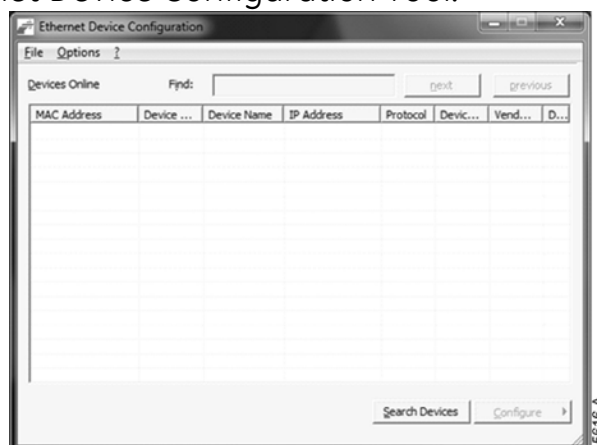 Ethernet Device Configuration
File Options ?
Devices Online Find: next previous
MAC Address Device ... Device Name IP Address Protocol Devic... Vend... D...
Search Devices Configure